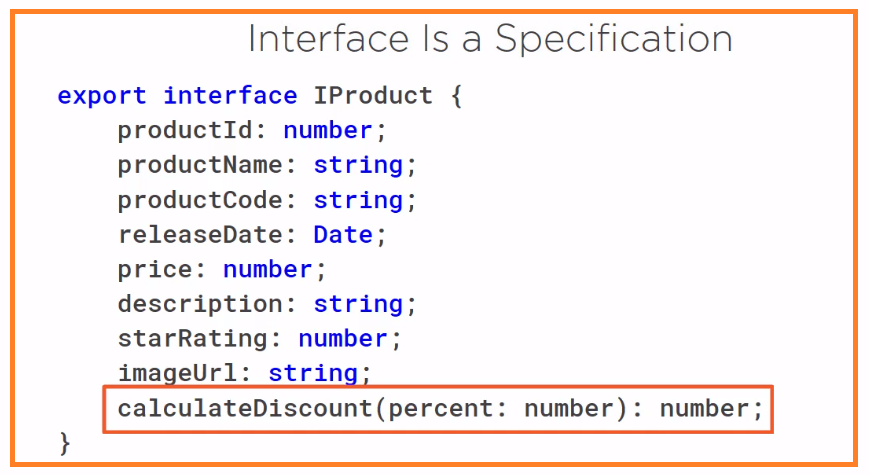 Interface Is a Specification
export interface IProduct {
productId: number;
productName: string;
productCode: string;
releaseDate: Date;
price: number;
description: string;
starRating: number;
imageUrl: string;
calculateDiscount(percent: number): number;
}